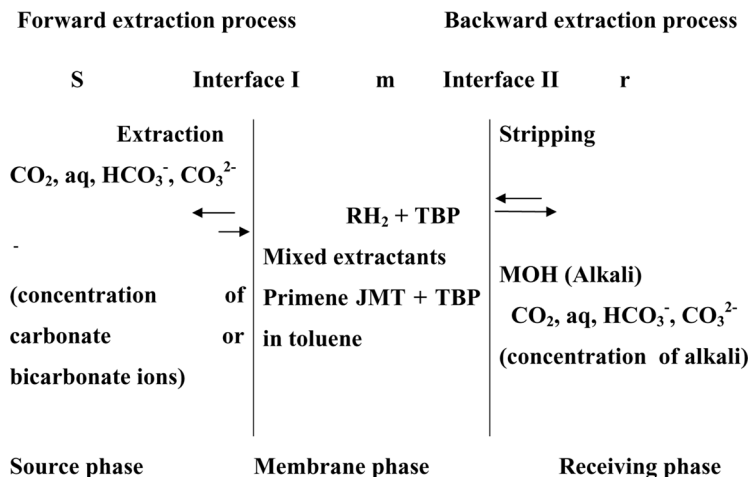 Forward extraction process Backward extraction process
S Interface I m Interface II r
Extraction Stripping
CO₂, aq, HCO₃⁻, CO₃²⁻
RH₂ + TBP
-
Mixed extractants
MOH (Alkali)
(concentration of Primene JMT + TBP
CO₂, aq, HCO₃⁻, CO₃²⁻
carbonate or in toluene
(concentration of alkali)
bicarbonate ions)
Source phase Membrane phase Receiving phase